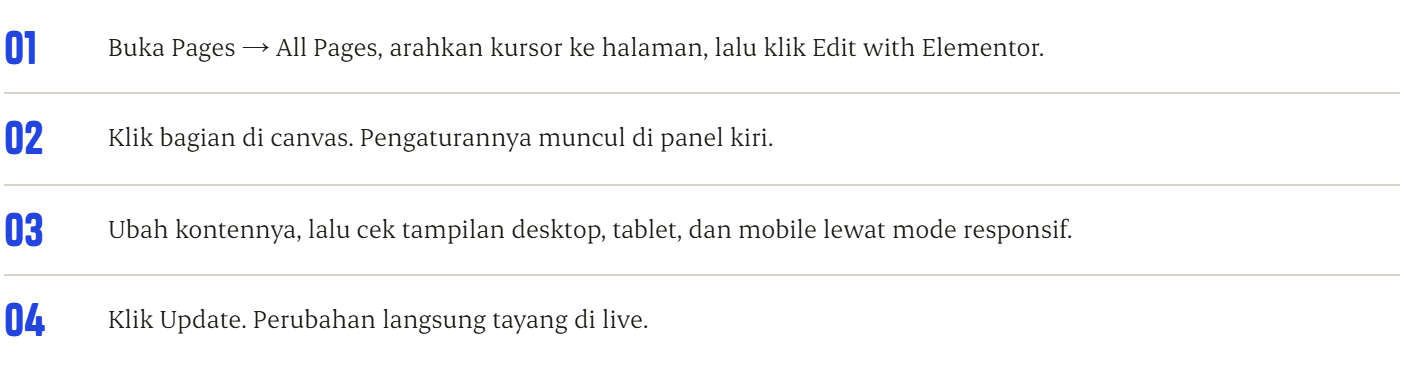 01 Buka Pages → All Pages, arahkan kursor ke halaman, lalu klik Edit with Elementor.
02 Klik bagian di canvas. Pengaturannya muncul di panel kiri.
03 Ubah kontennya, lalu cek tampilan desktop, tablet, dan mobile lewat mode responsif.
04 Klik Update. Perubahan langsung tayang di live.